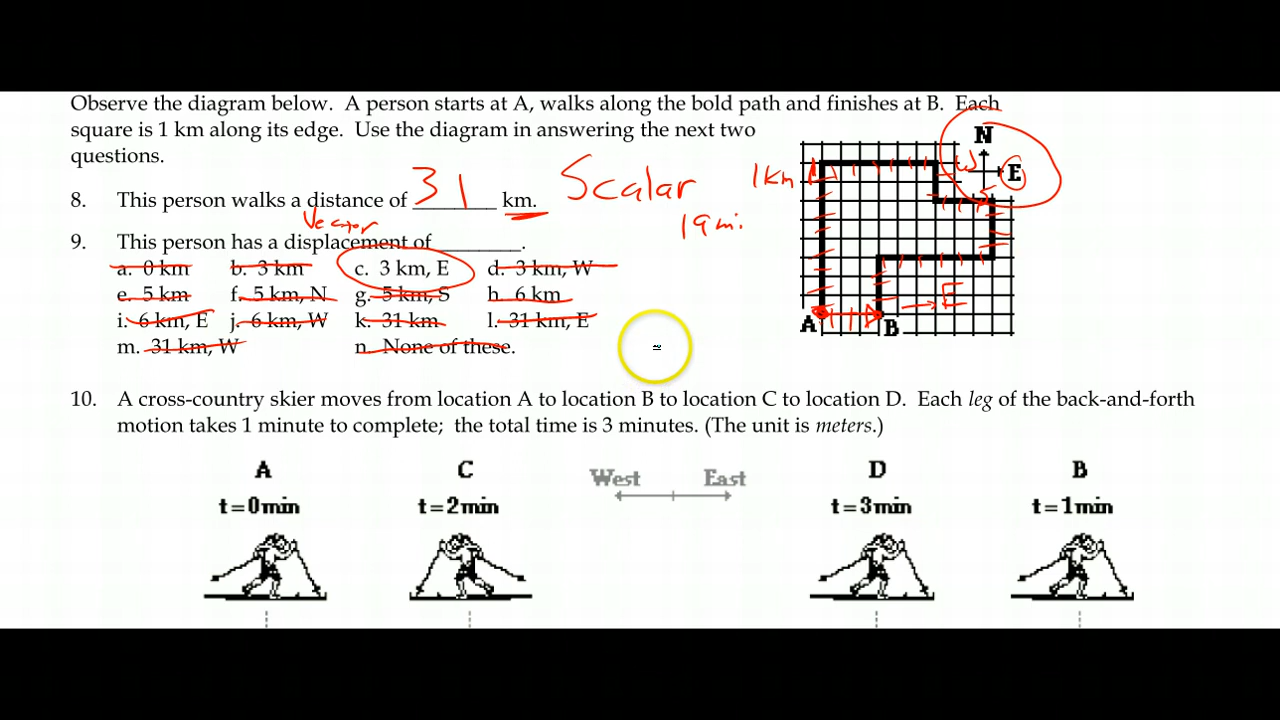 Observe the diagram below. A person starts at A, walks along the bold path and finishes at B. Each
square is 1 km along its edge. Use the diagram in answering the next two
questions.
N
W E
S
1km
8. This person walks a distance of 31 km. Scalar
19mi
Vector
9. This person has a displacement of ________.
a. 0 km b. 3 km c. 3 km, E d. 3 km, W
e. 5 km f. 5 km, N g. 5 km, S h. 6 km
i. 6 km, E j. 6 km, W k. 31 km l. 31 km, E
m. 31 km, W n. None of these.
E
A B
10. A cross-country skier moves from location A to location B to location C to location D. Each leg of the back-and-forth
motion takes 1 minute to complete; the total time is 3 minutes. (The unit is meters.)
A C West East D B
t=0min t=2min t=3min t=1min